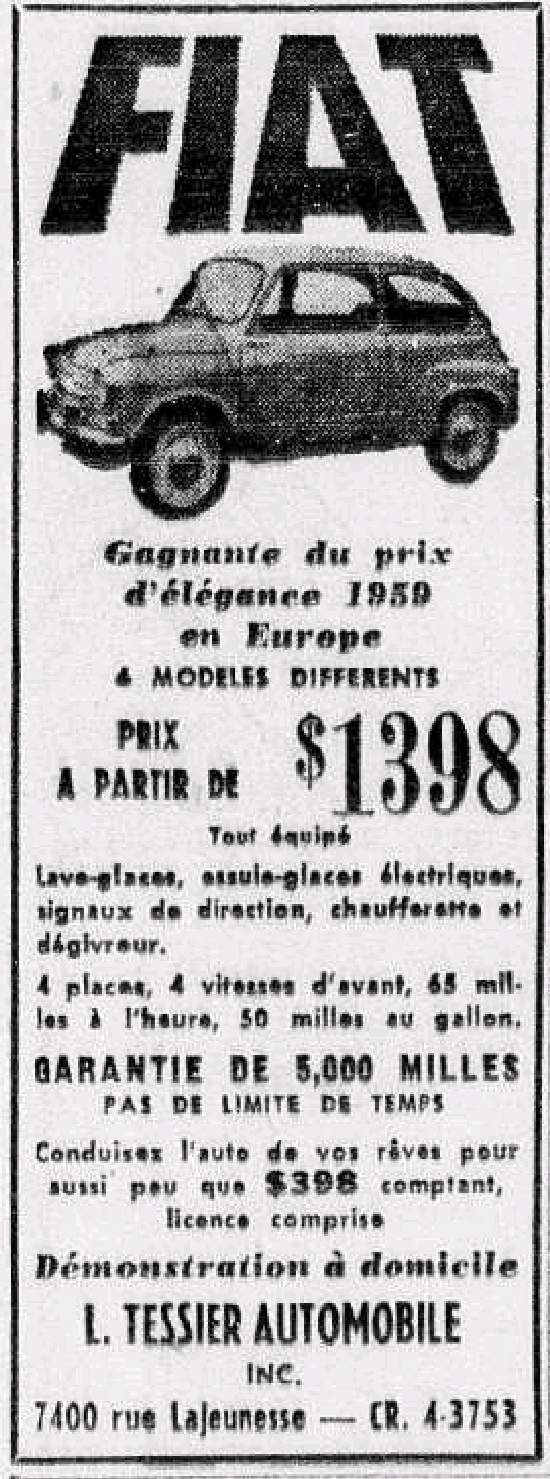 FIAT
Gagnante du prix
d'élégance 1959
en Europe
4 MODELES DIFFERENTS
PRIX
A PARTIR DE
$1398
Tout équipé
Lave-glaces, essuie-glaces électriques,
signaux de direction, chaufferette et
dégivreur.
4 places, 4 vitesses d'avant, 65 mil-
les à l'heure, 50 milles au gallon.
GARANTIE DE 5,000 MILLES
PAS DE LIMITE DE TEMPS
Conduisez l'auto de vos rêves pour
aussi peu que $398 comptant,
licence comprise
Démonstration à domicile
L. TESSIER AUTOMOBILE
INC.
7400 rue Lajeunesse — CR. 4-3753